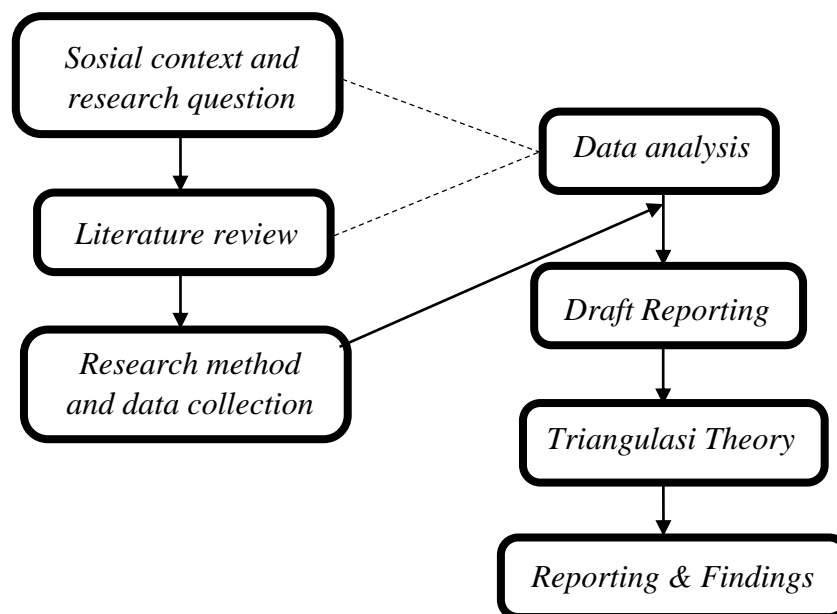 Sosial context and
research question
Literature review
Research method
and data collection
Data analysis
Draft Reporting
Triangulasi Theory
Reporting & Findings